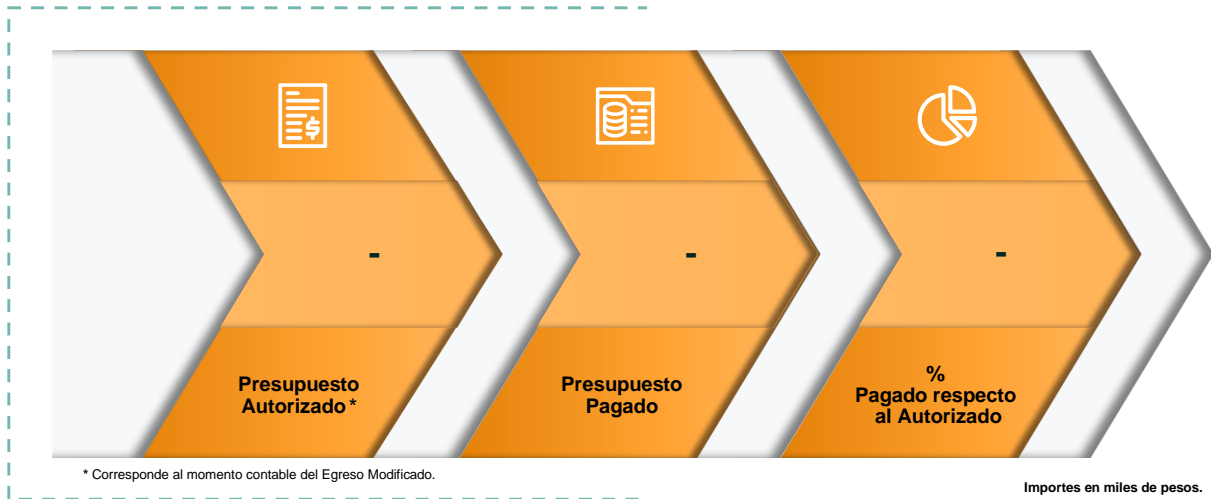 -
-
-
Presupuesto
Autorizado *
Presupuesto
Pagado
%
Pagado respecto
al Autorizado
* Corresponde al momento contable del Egreso Modificado.
Importes en miles de pesos.